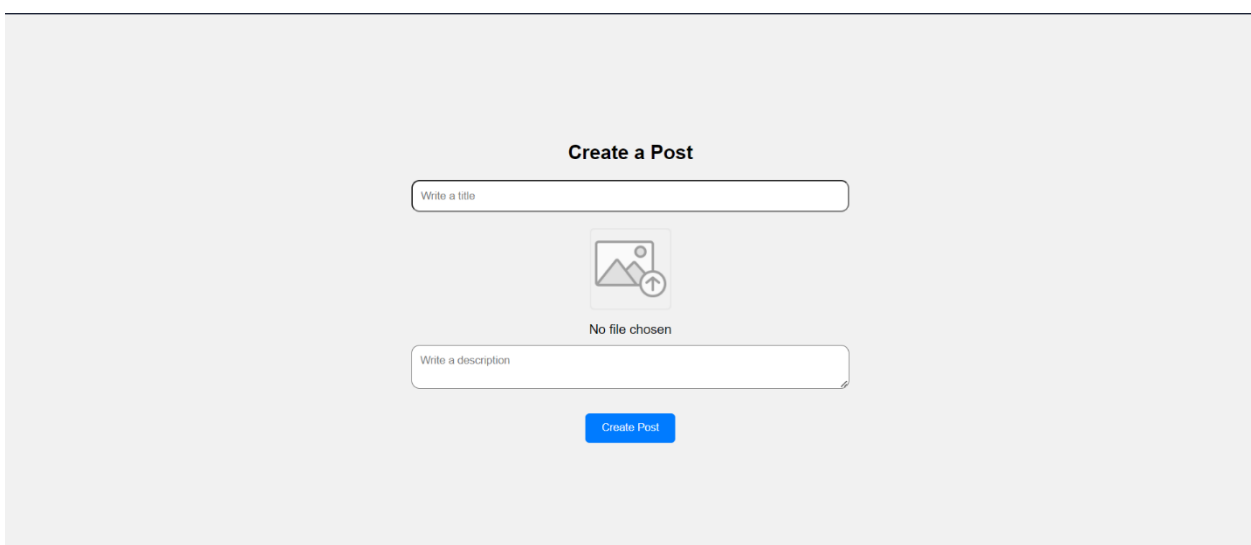 Create a Post
Write a title
No file chosen
Write a description
Create Post